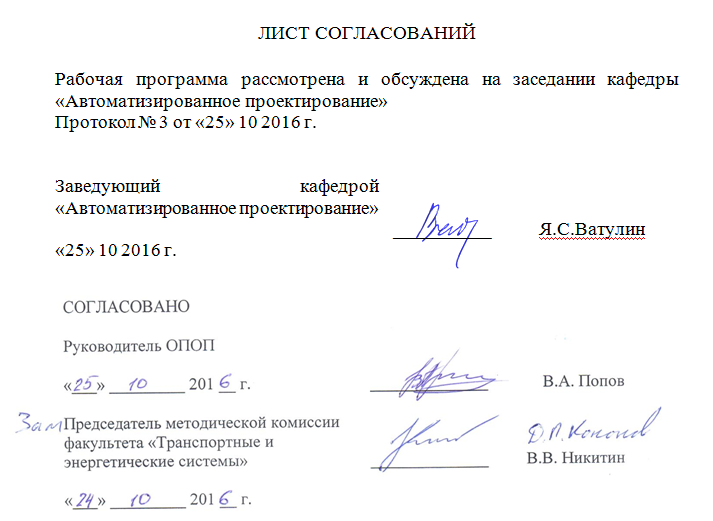 ЛИСТ СОГЛАСОВАНИЙ
Рабочая программа рассмотрена и обсуждена на заседании кафедры
«Автоматизированное проектирование»
Протокол № 3 от «25» 10 2016 г.
Заведующий кафедрой
«Автоматизированное проектирование»
Я.С.Ватулин
«25» 10 2016 г.
СОГЛАСОВАНО
Руководитель ОПОП
«25» 10 2016 г. В.А. Попов
Зам Председатель методической комиссии Д.П. Кононов
факультета «Транспортные и
энергетические системы» В.В. Никитин
«24» 10 2016 г.